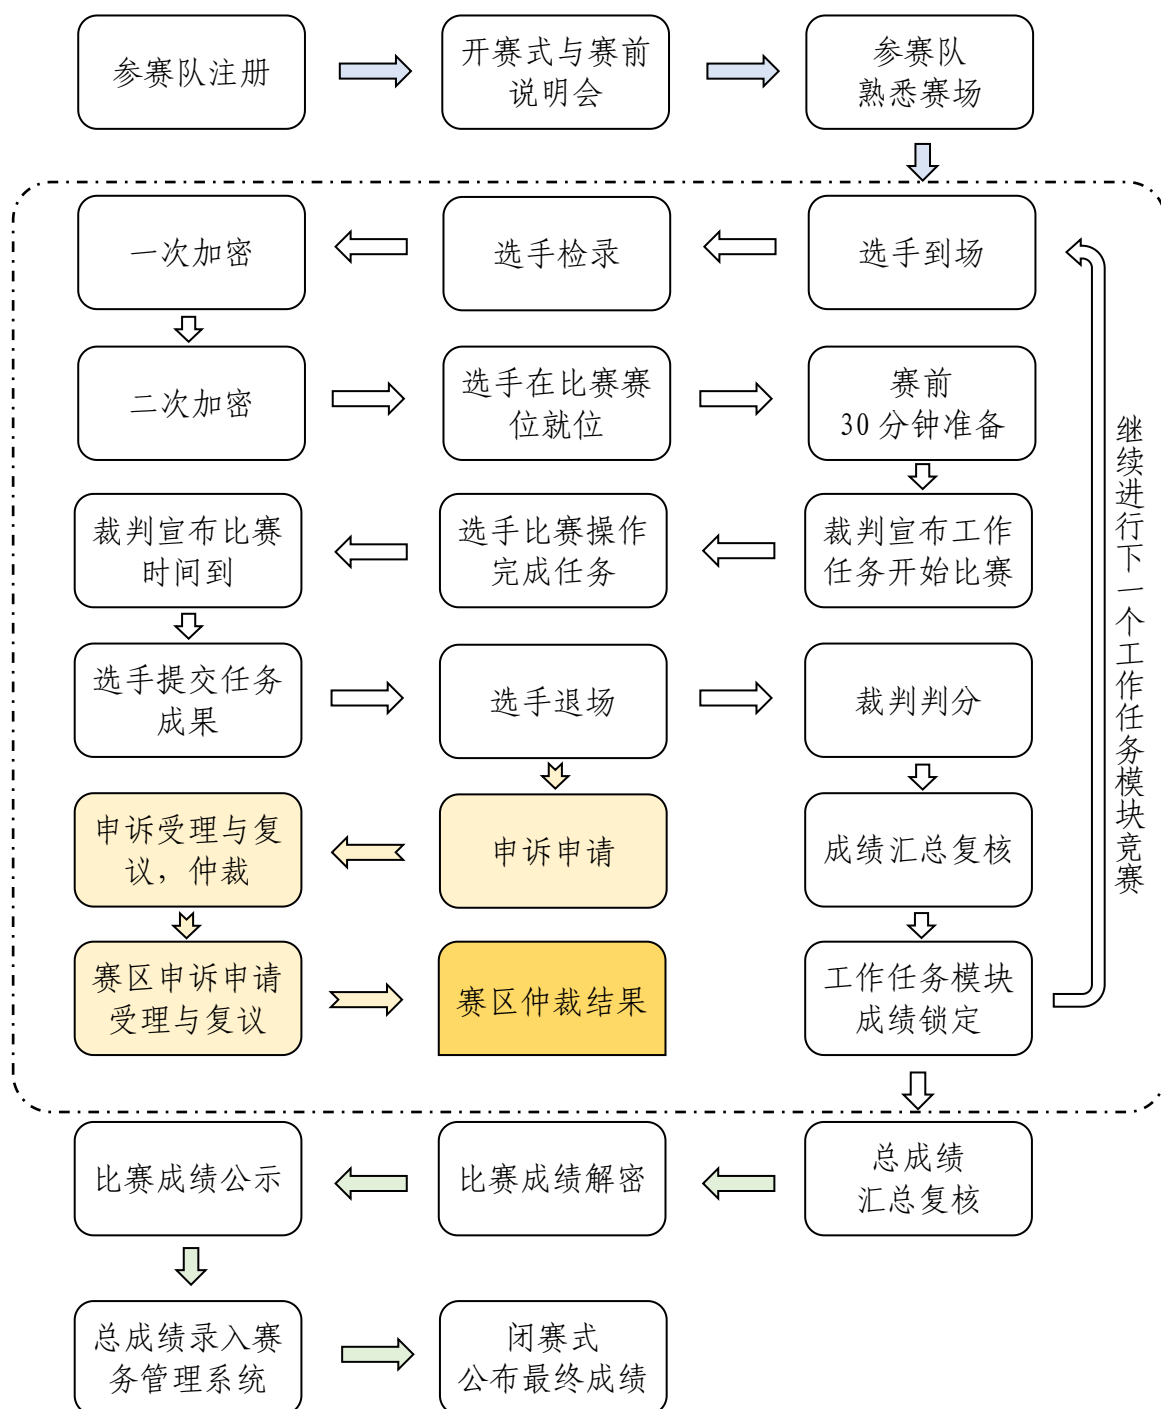 参赛队注册
开赛式与赛前
说明会
参赛队
熟悉赛场
一次加密
选手检录
选手到场
二次加密
选手在比赛赛
位就位
赛前
30 分钟准备
裁判宣布比赛
时间到
选手比赛操作
完成任务
裁判宣布工作
任务开始比赛
选手提交任务
成果
选手退场
裁判判分
申诉受理与复
议，仲裁
申诉申请
成绩汇总复核
赛区申诉申请
受理与复议
赛区仲裁结果
工作任务模块
成绩锁定
继续进行下一个工作任务模块竞赛
比赛成绩公示
比赛成绩解密
总成绩
汇总复核
总成绩录入赛
务管理系统
闭赛式
公布最终成绩